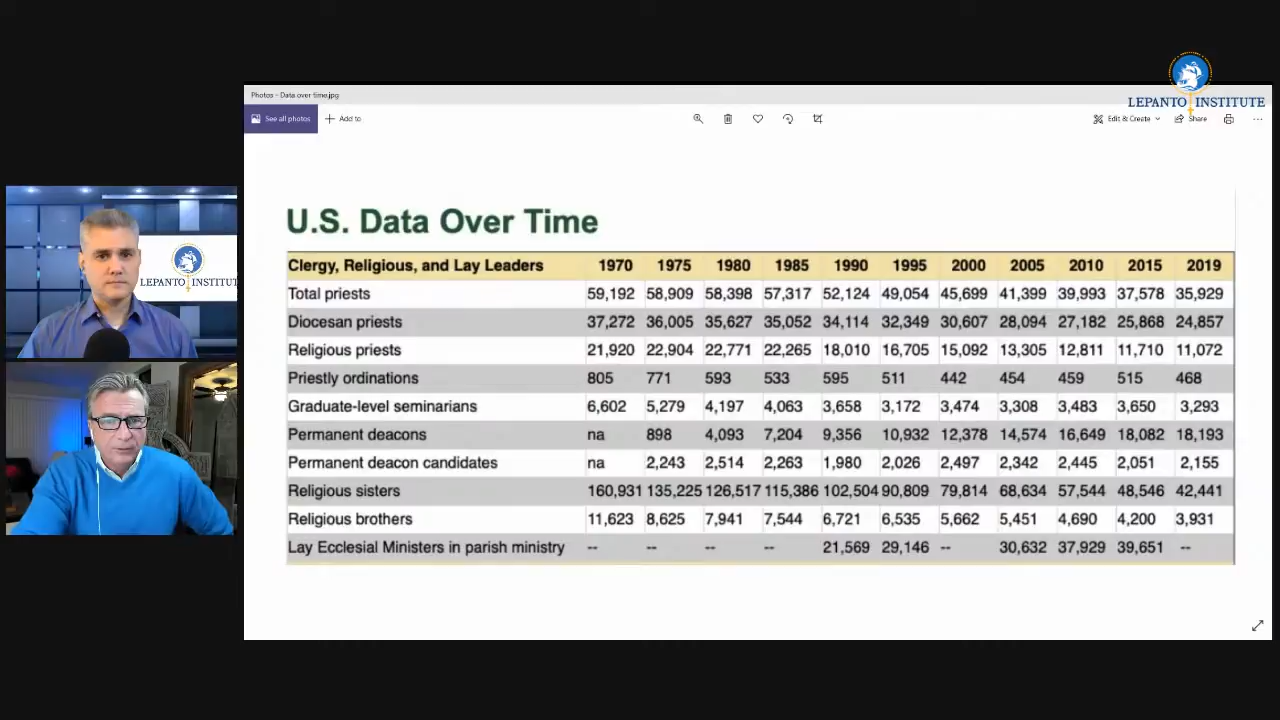 Photos - Data over time.jpg
LEPANTO INSTITUTE
See all photos + Add to Edit & Create Share ...
U.S. Data Over Time
Clergy, Religious, and Lay Leaders 1970 1975 1980 1985 1990 1995 2000 2005 2010 2015 2019
Total priests 59,192 58,909 58,398 57,317 52,124 49,054 45,699 41,399 39,993 37,578 35,929
Diocesan priests 37,272 36,005 35,627 35,052 34,114 32,349 30,607 28,094 27,182 25,868 24,857
Religious priests 21,920 22,904 22,771 22,265 18,010 16,705 15,092 13,305 12,811 11,710 11,072
Priestly ordinations 805 771 593 533 595 511 442 454 459 515 468
Graduate-level seminarians 6,602 5,279 4,197 4,063 3,658 3,172 3,474 3,308 3,483 3,650 3,293
Permanent deacons na 898 4,093 7,204 9,356 10,932 12,378 14,574 16,649 18,082 18,193
Permanent deacon candidates na 2,243 2,514 2,263 1,980 2,026 2,497 2,342 2,445 2,051 2,155
Religious sisters 160,931 135,225 126,517 115,386 102,504 90,809 79,814 68,634 57,544 48,546 42,441
Religious brothers 11,623 8,625 7,941 7,544 6,721 6,535 5,662 5,451 4,690 4,200 3,931
Lay Ecclesial Ministers in parish ministry -- -- -- -- 21,569 29,146 -- 30,632 37,929 39,651 --
LEPANTO INSTITUT